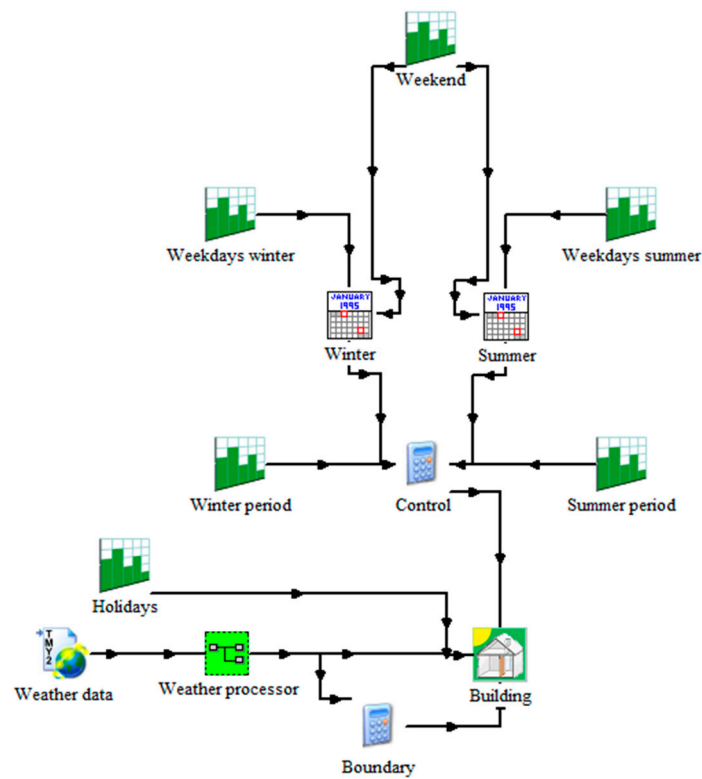 Weekend
Weekdays winter
Weekdays summer
JANUARY
1995
JANUARY
1995
Winter
Summer
Winter period
Control
Summer period
Holidays
TMY2
Weather data
Weather processor
Building
Boundary